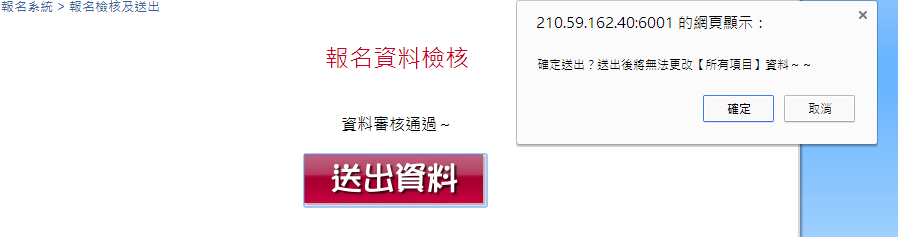 報名系統 > 報名檢核及送出
報名資料檢核
資料審核通過～
送出資料
210.59.162.40:6001 的網頁顯示：
確定送出？送出後將無法更改【所有項目】資料～～
確定
取消